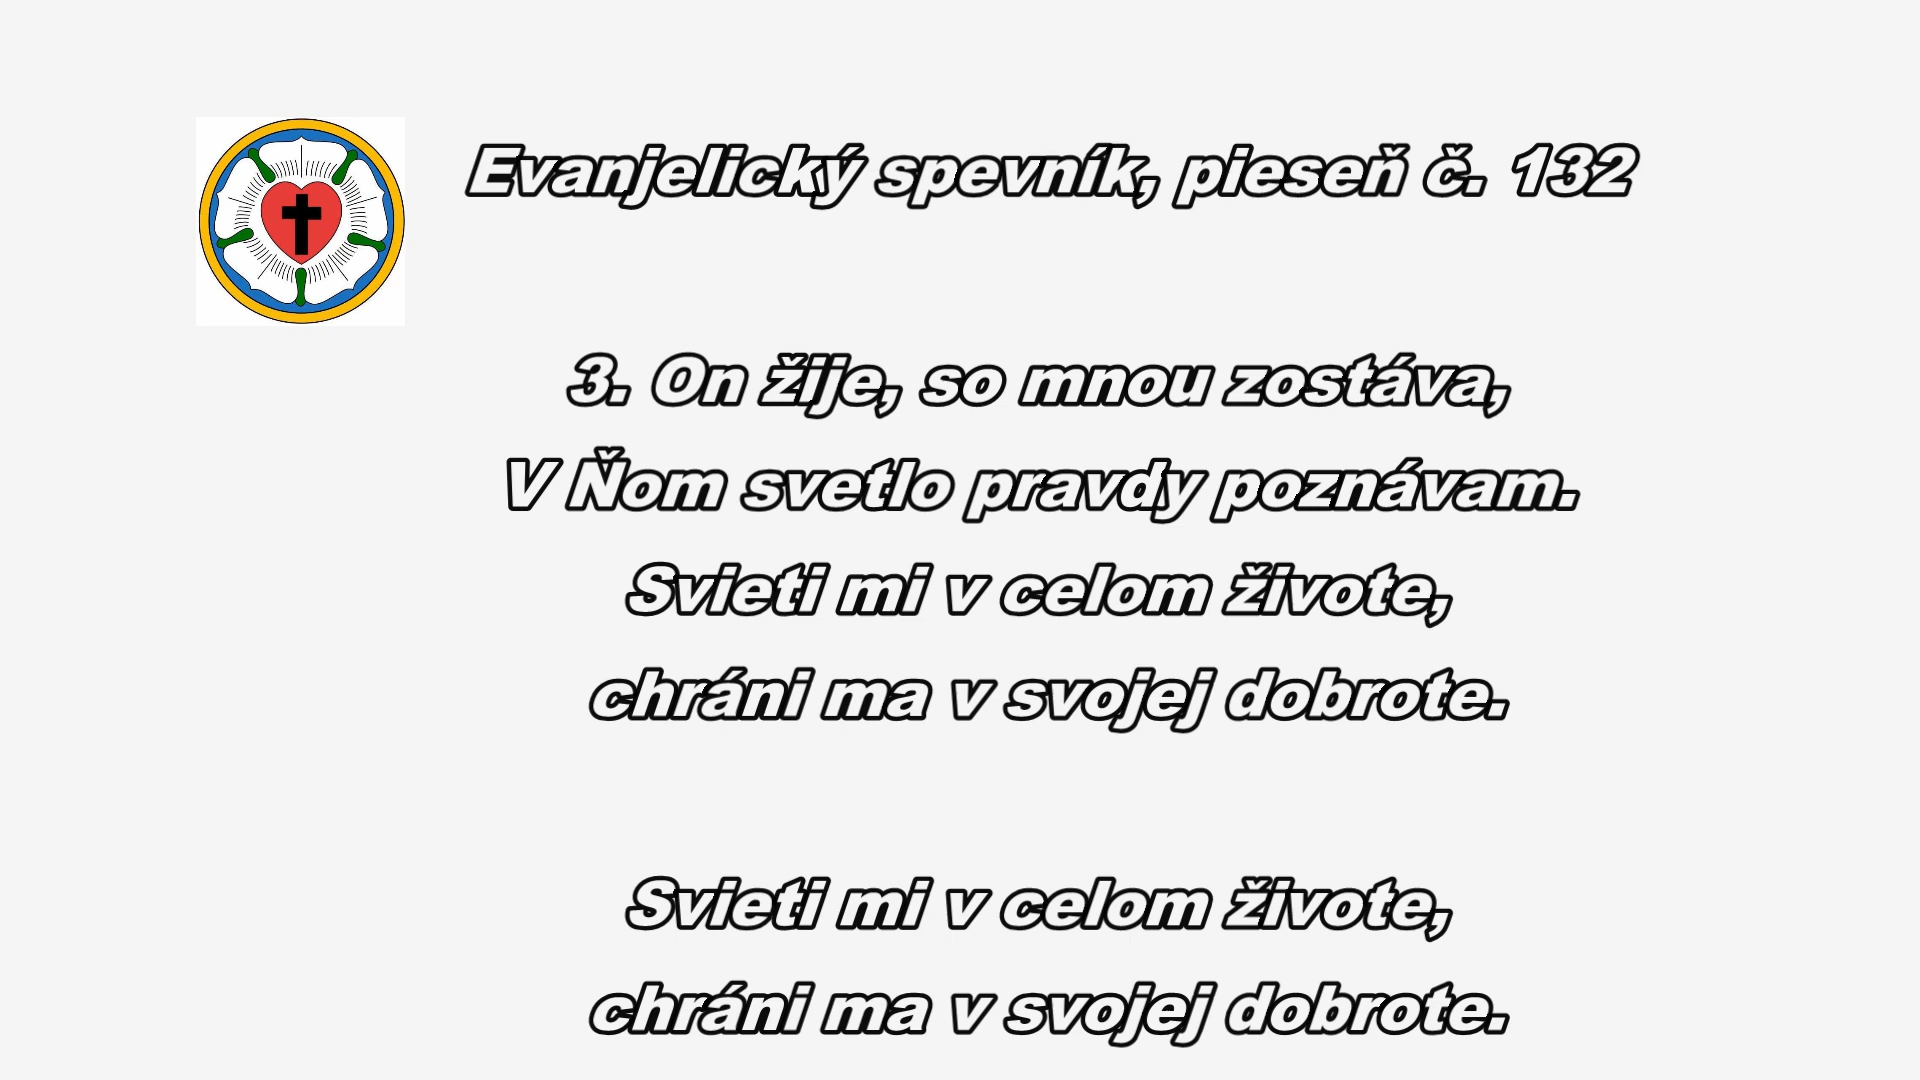 Evanjelický spevník, pieseň č. 132
3. On žije, so mnou zostáva,
V Ňom svetlo pravdy poznávam.
Svieti mi v celom živote,
chráni ma v svojej dobrote.
Svieti mi v celom živote,
chráni ma v svojej dobrote.